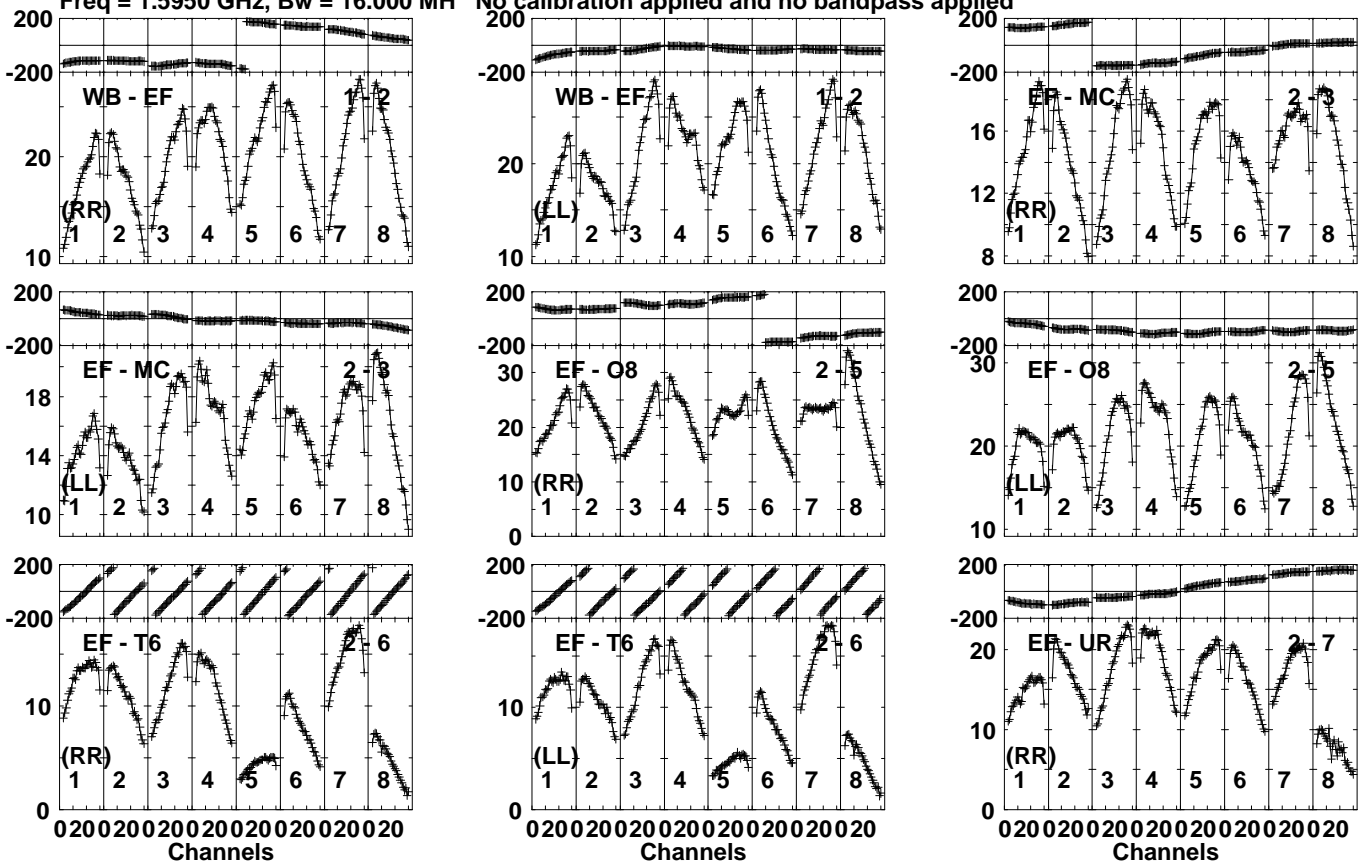 Freq = 1.5950 GHz, Bw = 16.000 MH   No calibration applied and no bandpass applied
200 200 200
-200 -200 -200
WB - EF 1 - 2 WB - EF 1 - 2 EF - MC 2 - 3
16
20 20
12
(RR) (LL) (RR)
1 2 3 4 5 6 7 8 1 2 3 4 5 6 7 8 1 2 3 4 5 6 7 8
10 10 8
200 200 200
-200 -200 -200
EF - MC 2 - 3 EF - O8 2 - 5 EF - O8 2 - 5
30 30
18
20 20
14
(LL) (RR) (LL)
10 10 10
1 2 3 4 5 6 7 8 1 2 3 4 5 6 7 8 1 2 3 4 5 6 7 8
0
200 200 200
-200 -200 -200
EF - T6 2 - 6 EF - T6 2 - 6 EF - UR 2 - 7
20
10 10 10
(RR) (LL) (RR)
1 2 3 4 5 6 7 8 1 2 3 4 5 6 7 8 1 2 3 4 5 6 7 8
0 0 0
0 20 0 20 0 20 0 20 0 20 0 20 0 20 0 20 0 20 0 20 0 20 0 20 0 20 0 20 0 20 0 20 0 20 0 20 0 20 0 20 0 20 0 20 0 20 0 20
Channels Channels Channels